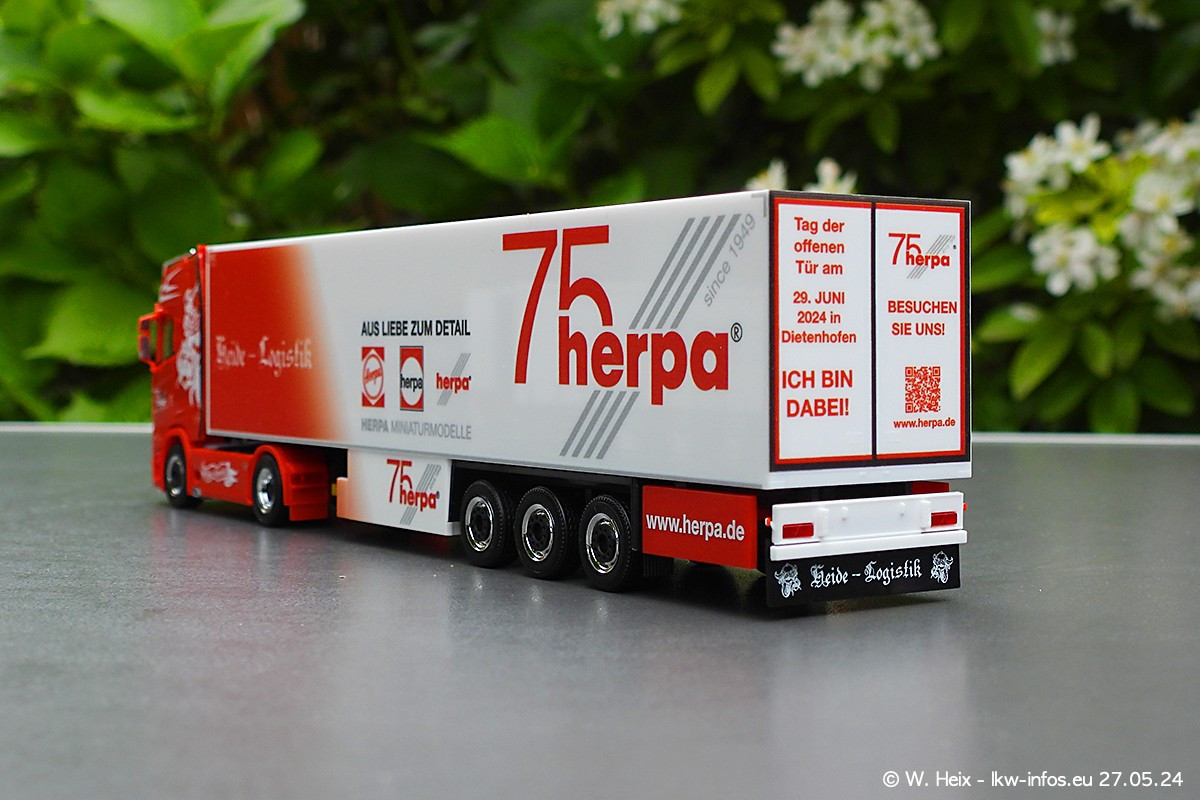 Heide - Logistik
AUS LIEBE ZUM DETAIL
herpa
herpa
HERPA MINIATURMODELLE
75
herpa®
since 1949
75
herpa®
www.herpa.de
Tag der
offenen
Tür am
29. JUNI
2024 in
Dietenhofen
ICH BIN
DABEI!
75
herpa®
BESUCHEN
SIE UNS!
www.herpa.de
Heide - Logistik
© W. Heix - lkw-infos.eu 27.05.24